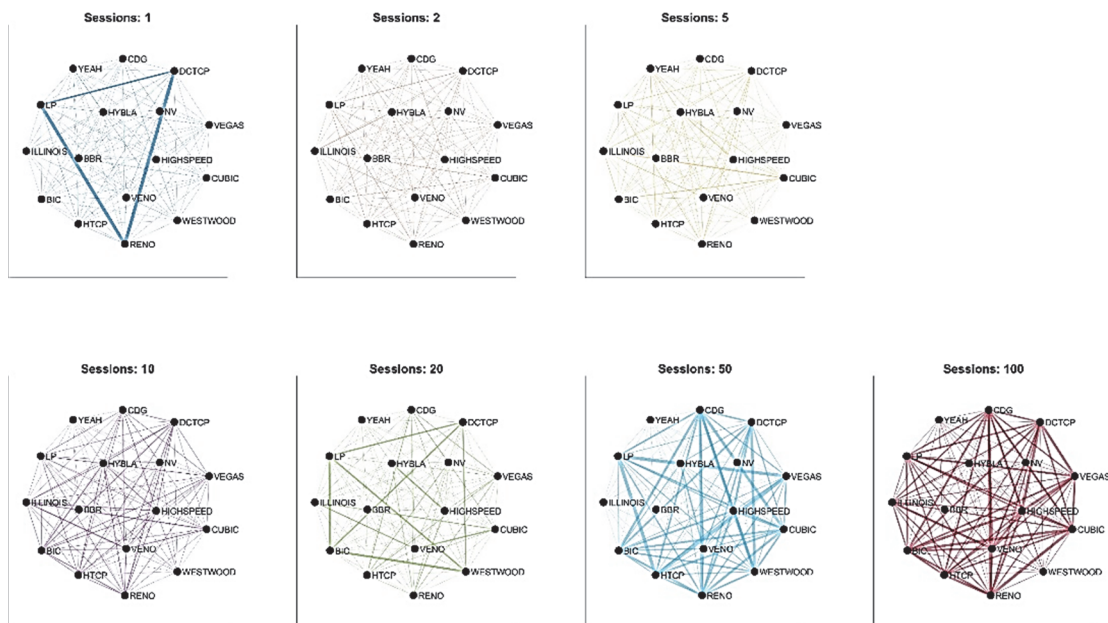 Sessions: 1
Sessions: 2
Sessions: 5
YEAH
CDG
DCTCP
LP
HYBLA
NV
VEGAS
ILLINOIS
BBR
HIGHSPEED
CUBIC
BIC
VENO
HTCP
WESTWOOD
RENO
YEAH
CDG
DCTCP
LP
HYBLA
NV
VEGAS
ILLINOIS
BBR
HIGHSPEED
CUBIC
BIC
VENO
HTCP
WESTWOOD
RENO
YEAH
CDG
DCTCP
LP
HYBLA
NV
VEGAS
ILLINOIS
BBR
HIGHSPEED
CUBIC
BIC
VENO
HTCP
WESTWOOD
RENO
Sessions: 10
Sessions: 20
Sessions: 50
Sessions: 100
YEAH
CDG
DCTCP
LP
HYBLA
NV
VEGAS
ILLINOIS
BBR
HIGHSPEED
CUBIC
BIC
VENO
HTCP
WESTWOOD
RENO
YEAH
CDG
DCTCP
LP
HYBLA
NV
VEGAS
ILLINOIS
BBR
HIGHSPEED
CUBIC
BIC
VENO
HTCP
WESTWOOD
RENO
YEAH
CDG
DCTCP
LP
HYBLA
NV
VEGAS
ILLINOIS
BBR
HIGHSPEED
CUBIC
BIC
VENO
HTCP
WESTWOOD
RENO
YEAH
CDG
DCTCP
LP
HYBLA
NV
VEGAS
ILLINOIS
BBR
HIGHSPEED
CUBIC
BIC
VENO
HTCP
WESTWOOD
RENO